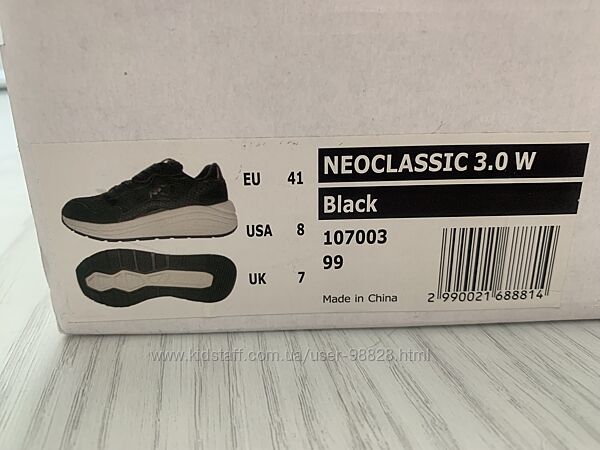 EU 41
USA 8
UK 7
NEOCLASSIC 3.0 W
Black
107003
99
Made in China
2 990021 688814
www.kidstaff.com.ua/user-98828.html